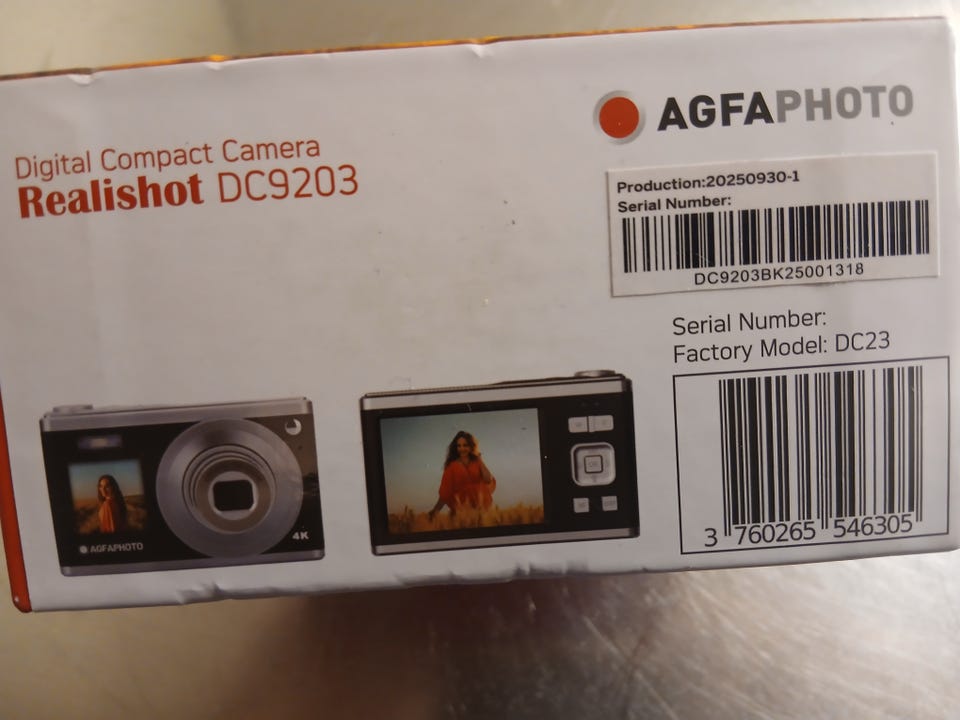 Digital Compact Camera
Realishot DC9203
AGFAPHOTO
Production:20250930-1
Serial Number:
DC9203BK25001318
Serial Number:
Factory Model: DC23
3 760265 546305
AGFAPHOTO
4K